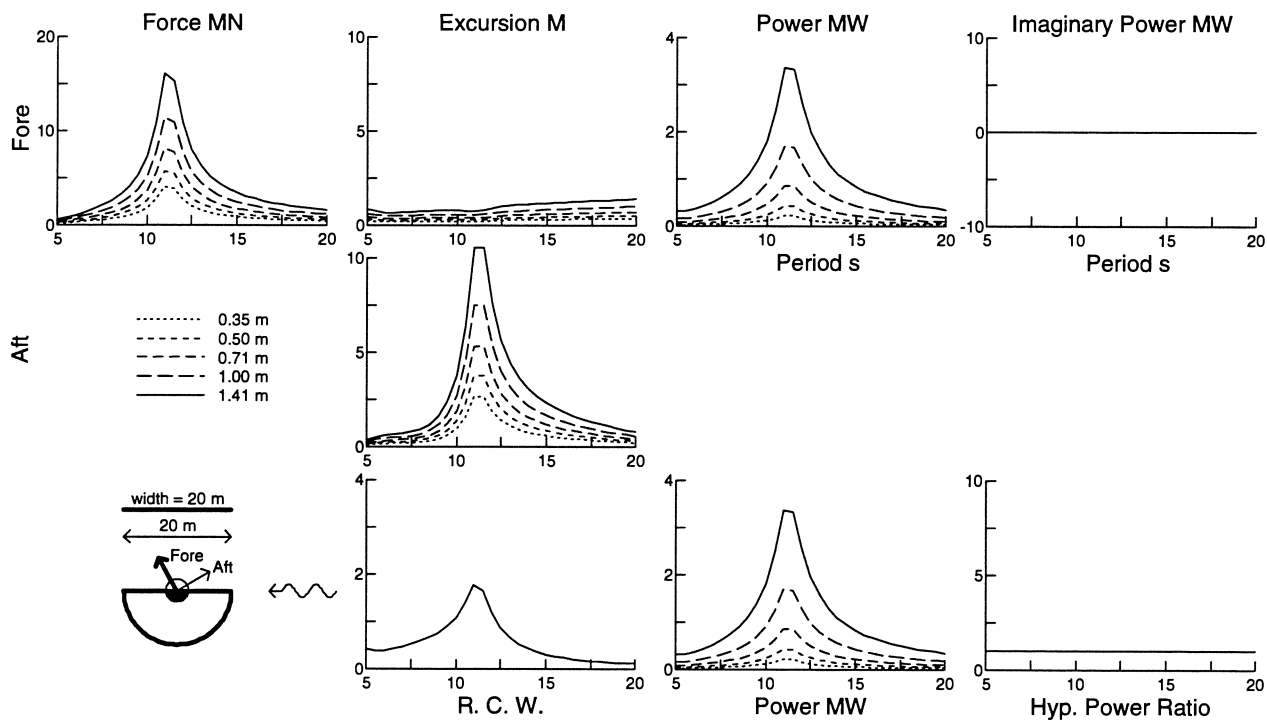 Force MN
Excursion M
Power MW
Imaginary Power MW
Fore
20
10
0
5 10 15 20
10
5
0
5 10 15 20
4
2
0
5 10 15 20
Period s
10
5
0
-10
5 10 15 20
Period s
Aft
0.35 m
0.50 m
0.71 m
1.00 m
1.41 m
10
5
0
5 10 15 20
width = 20 m
20 m
Fore
Aft
4
2
0
5 10 15 20
R. C. W.
4
2
0
5 10 15 20
Power MW
10
5
0
5 10 15 20
Hyp. Power Ratio